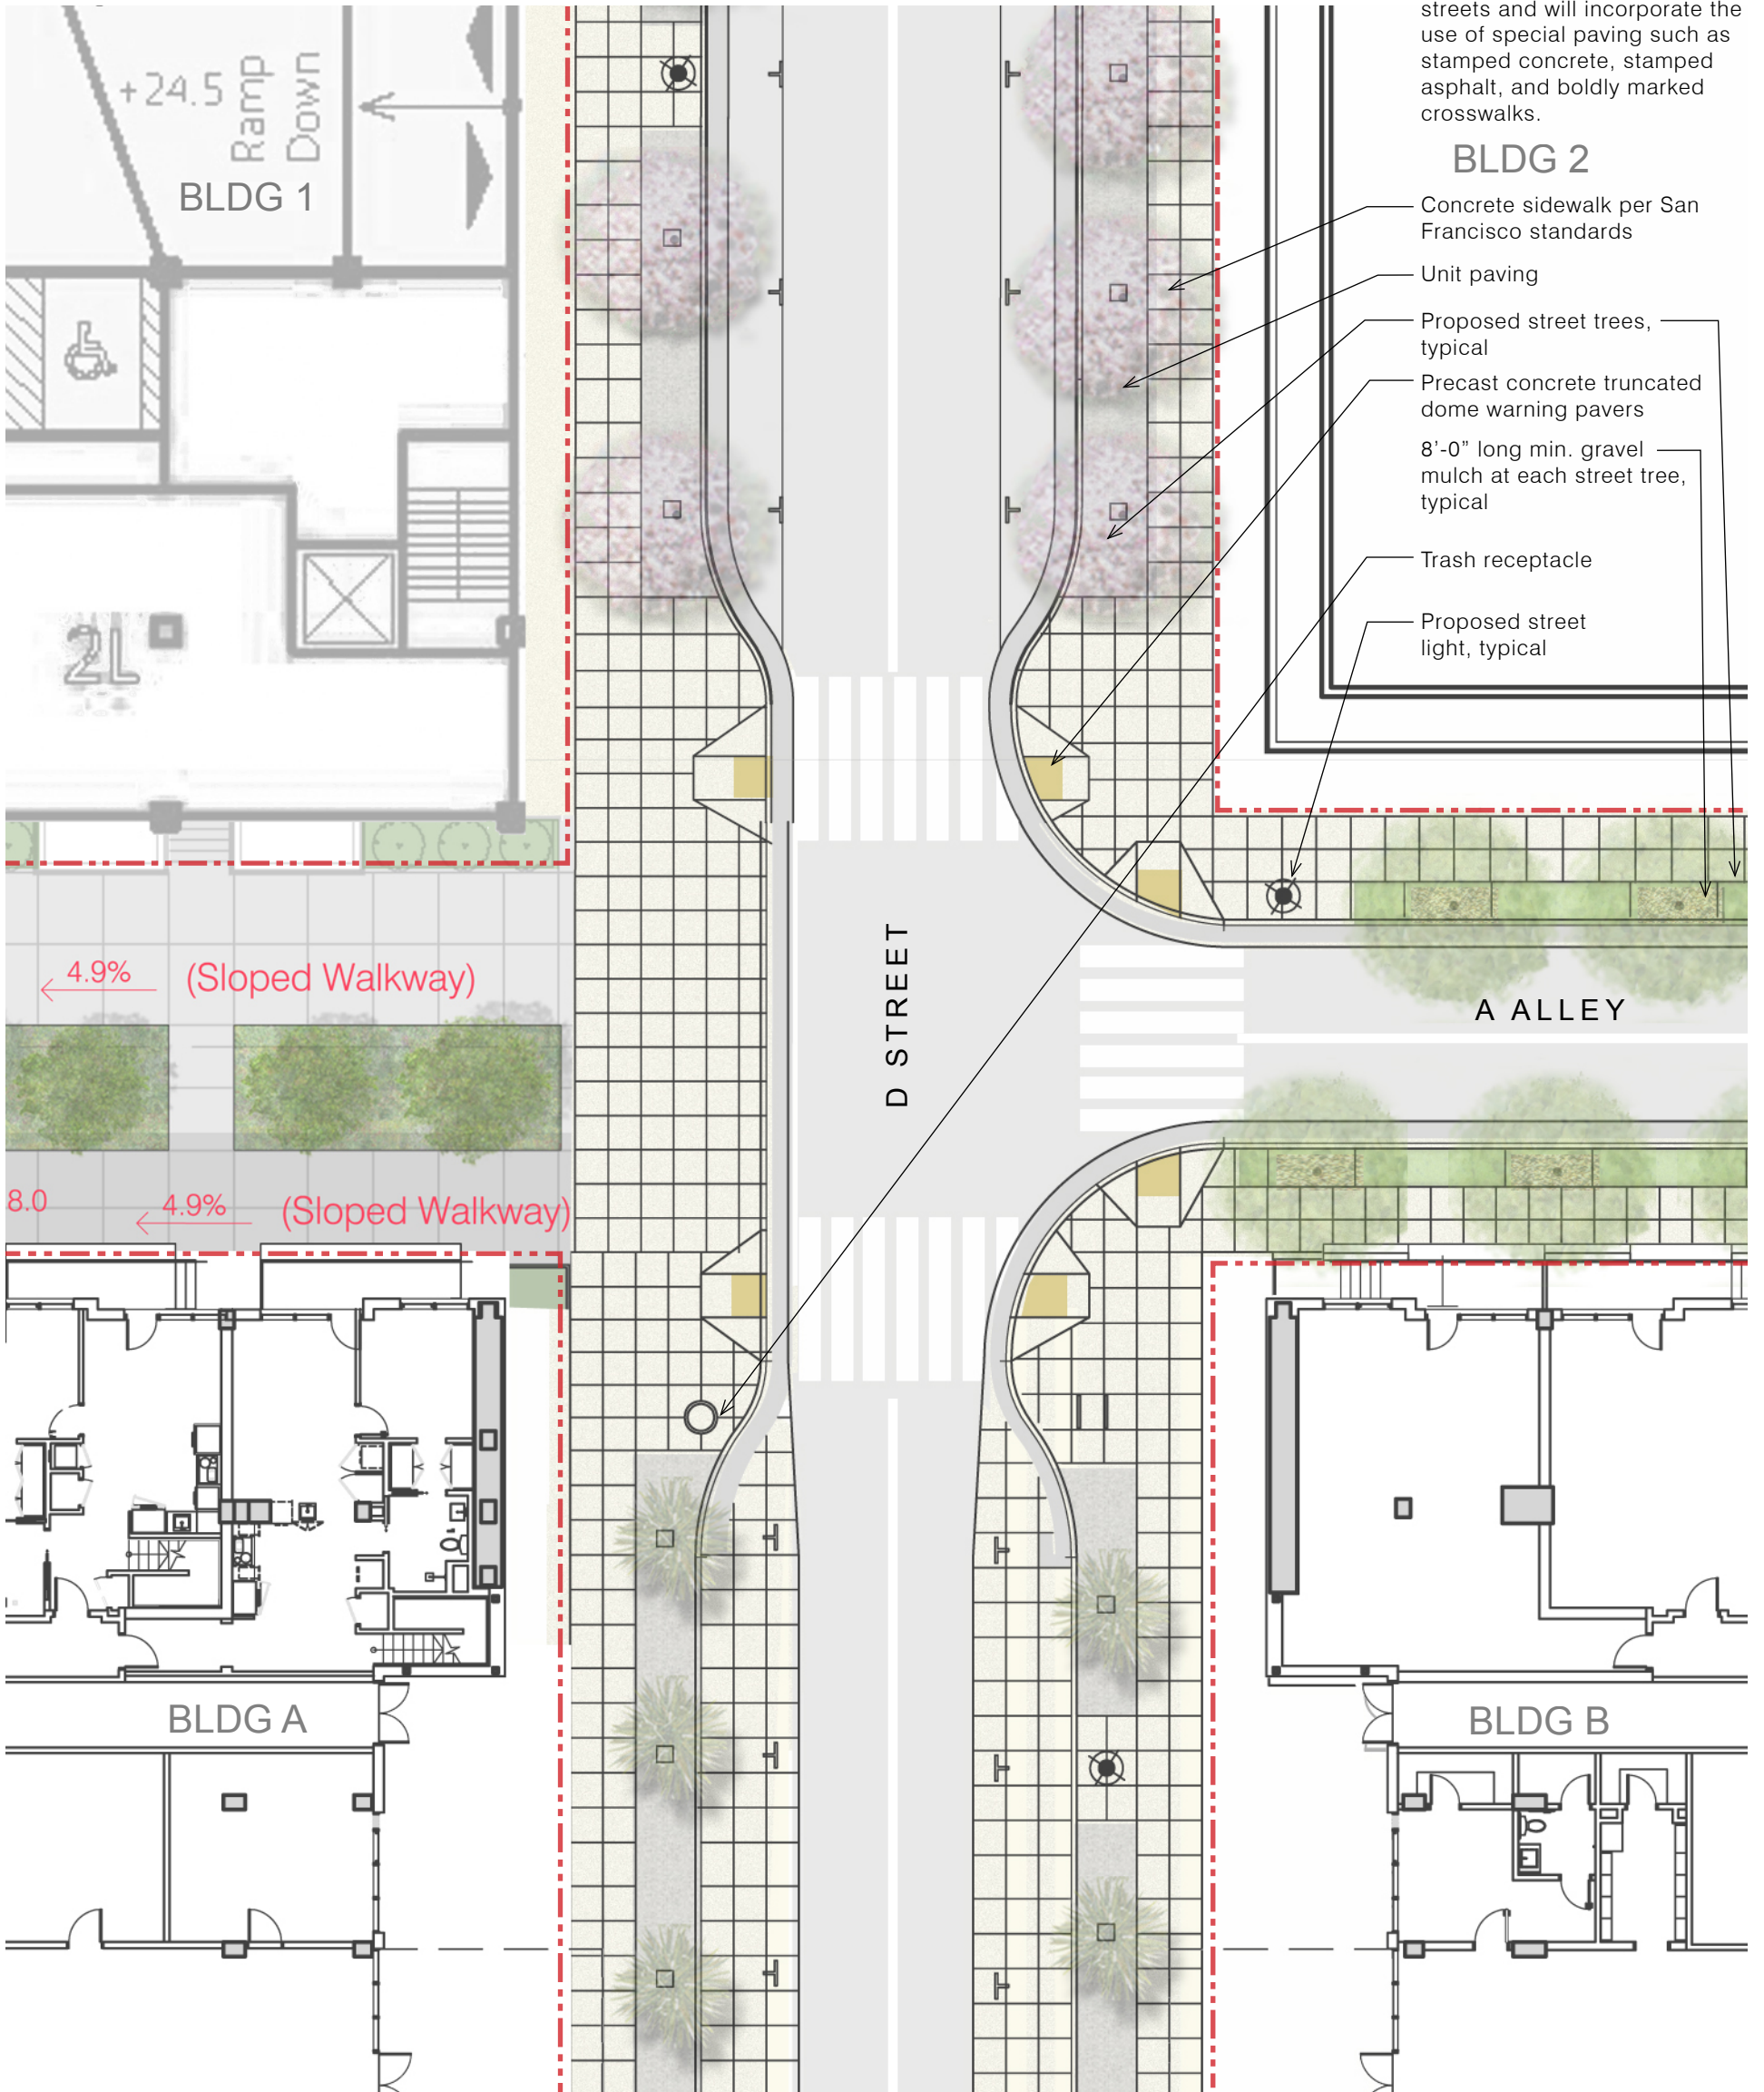 streets and will incorporate the
use of special paving such as
stamped concrete, stamped
asphalt, and boldly marked
crosswalks.
+24.5
Ramp
Down
BLDG 1
BLDG 2
Concrete sidewalk per San
Francisco standards
Unit paving
Proposed street trees,
typical
Precast concrete truncated
dome warning pavers
8’-0” long min. gravel
mulch at each street tree,
typical
Trash receptacle
Proposed street
light, typical
2L
4.9%
(Sloped Walkway)
D STREET
A ALLEY
8.0
4.9%
(Sloped Walkway)
BLDG A
BLDG B